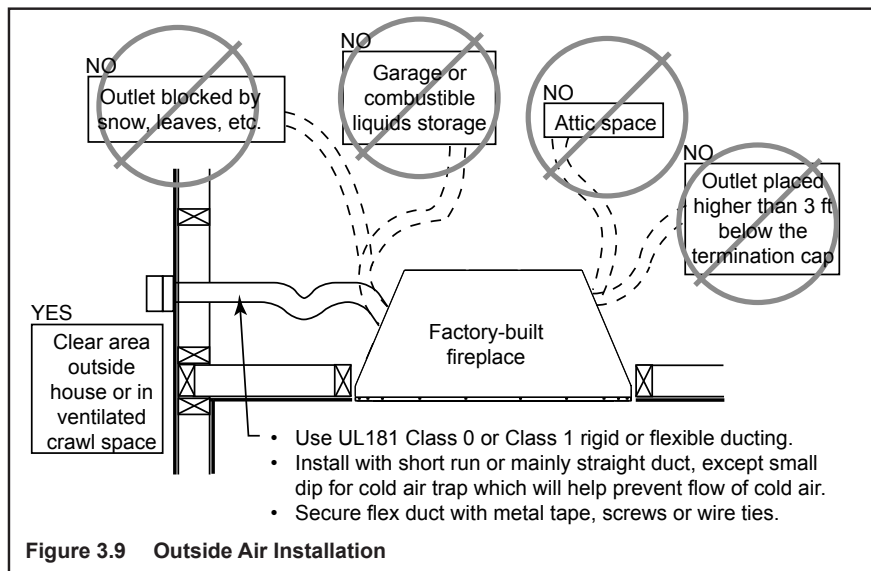 NO
Outlet blocked by
snow, leaves, etc.
NO
Garage or
combustible
liquids storage
NO
Attic space
NO
Outlet placed
higher than 3 ft
below the
termination cap
YES
Clear area
outside
house or in
ventilated
crawl space
Factory-built
fireplace
• Use UL181 Class 0 or Class 1 rigid or flexible ducting.
• Install with short run or mainly straight duct, except small
dip for cold air trap which will help prevent flow of cold air.
• Secure flex duct with metal tape, screws or wire ties.
Figure 3.9 Outside Air Installation